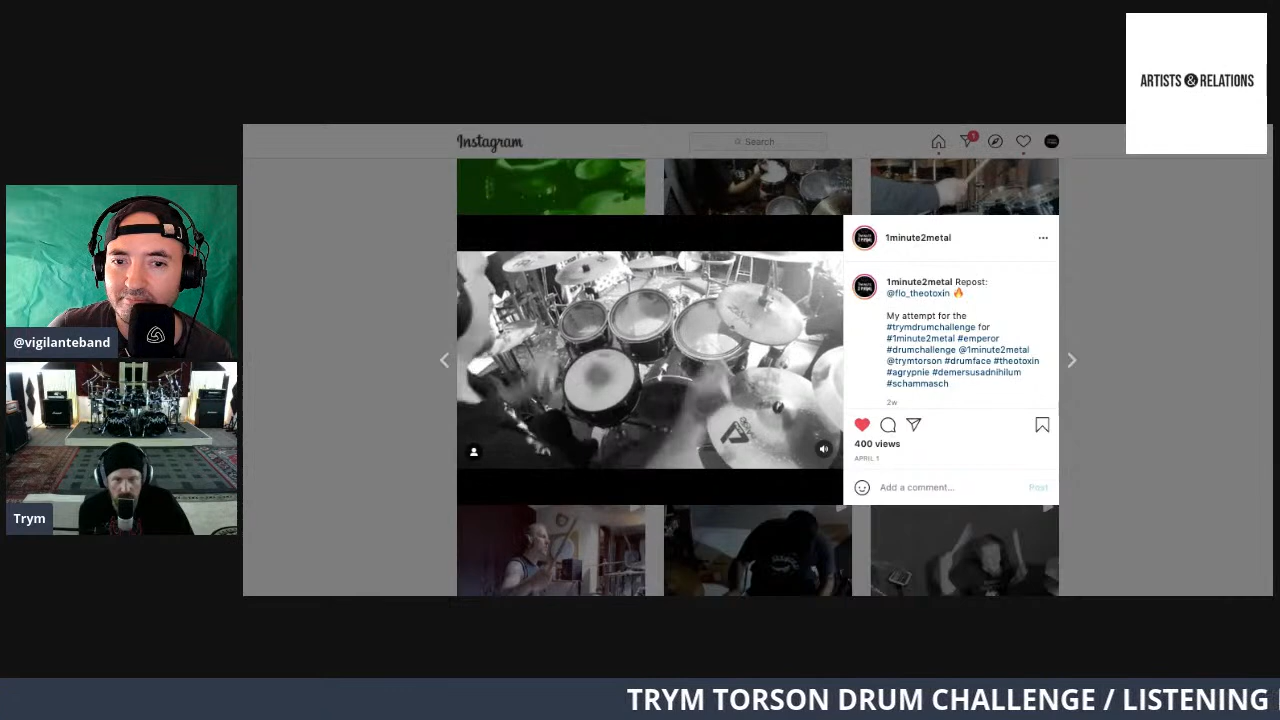 ARTISTS & RELATIONS
Instagram
Search
1
1minute2metal
1minute2metal Repost:
@flo_theotoxin 🔥
My attempt for the
#trymdrumchallenge for
#1minute2metal #emperor
#drumchallenge @1minute2metal
@trymtorson #drumface #theotoxin
#agrypnie #demersusadnihilum
#schammasch
2w
400 views
APRIL 1
Add a comment...
Post
@vigilanteband
Trym
TRYM TORSON DRUM CHALLENGE / LISTENING